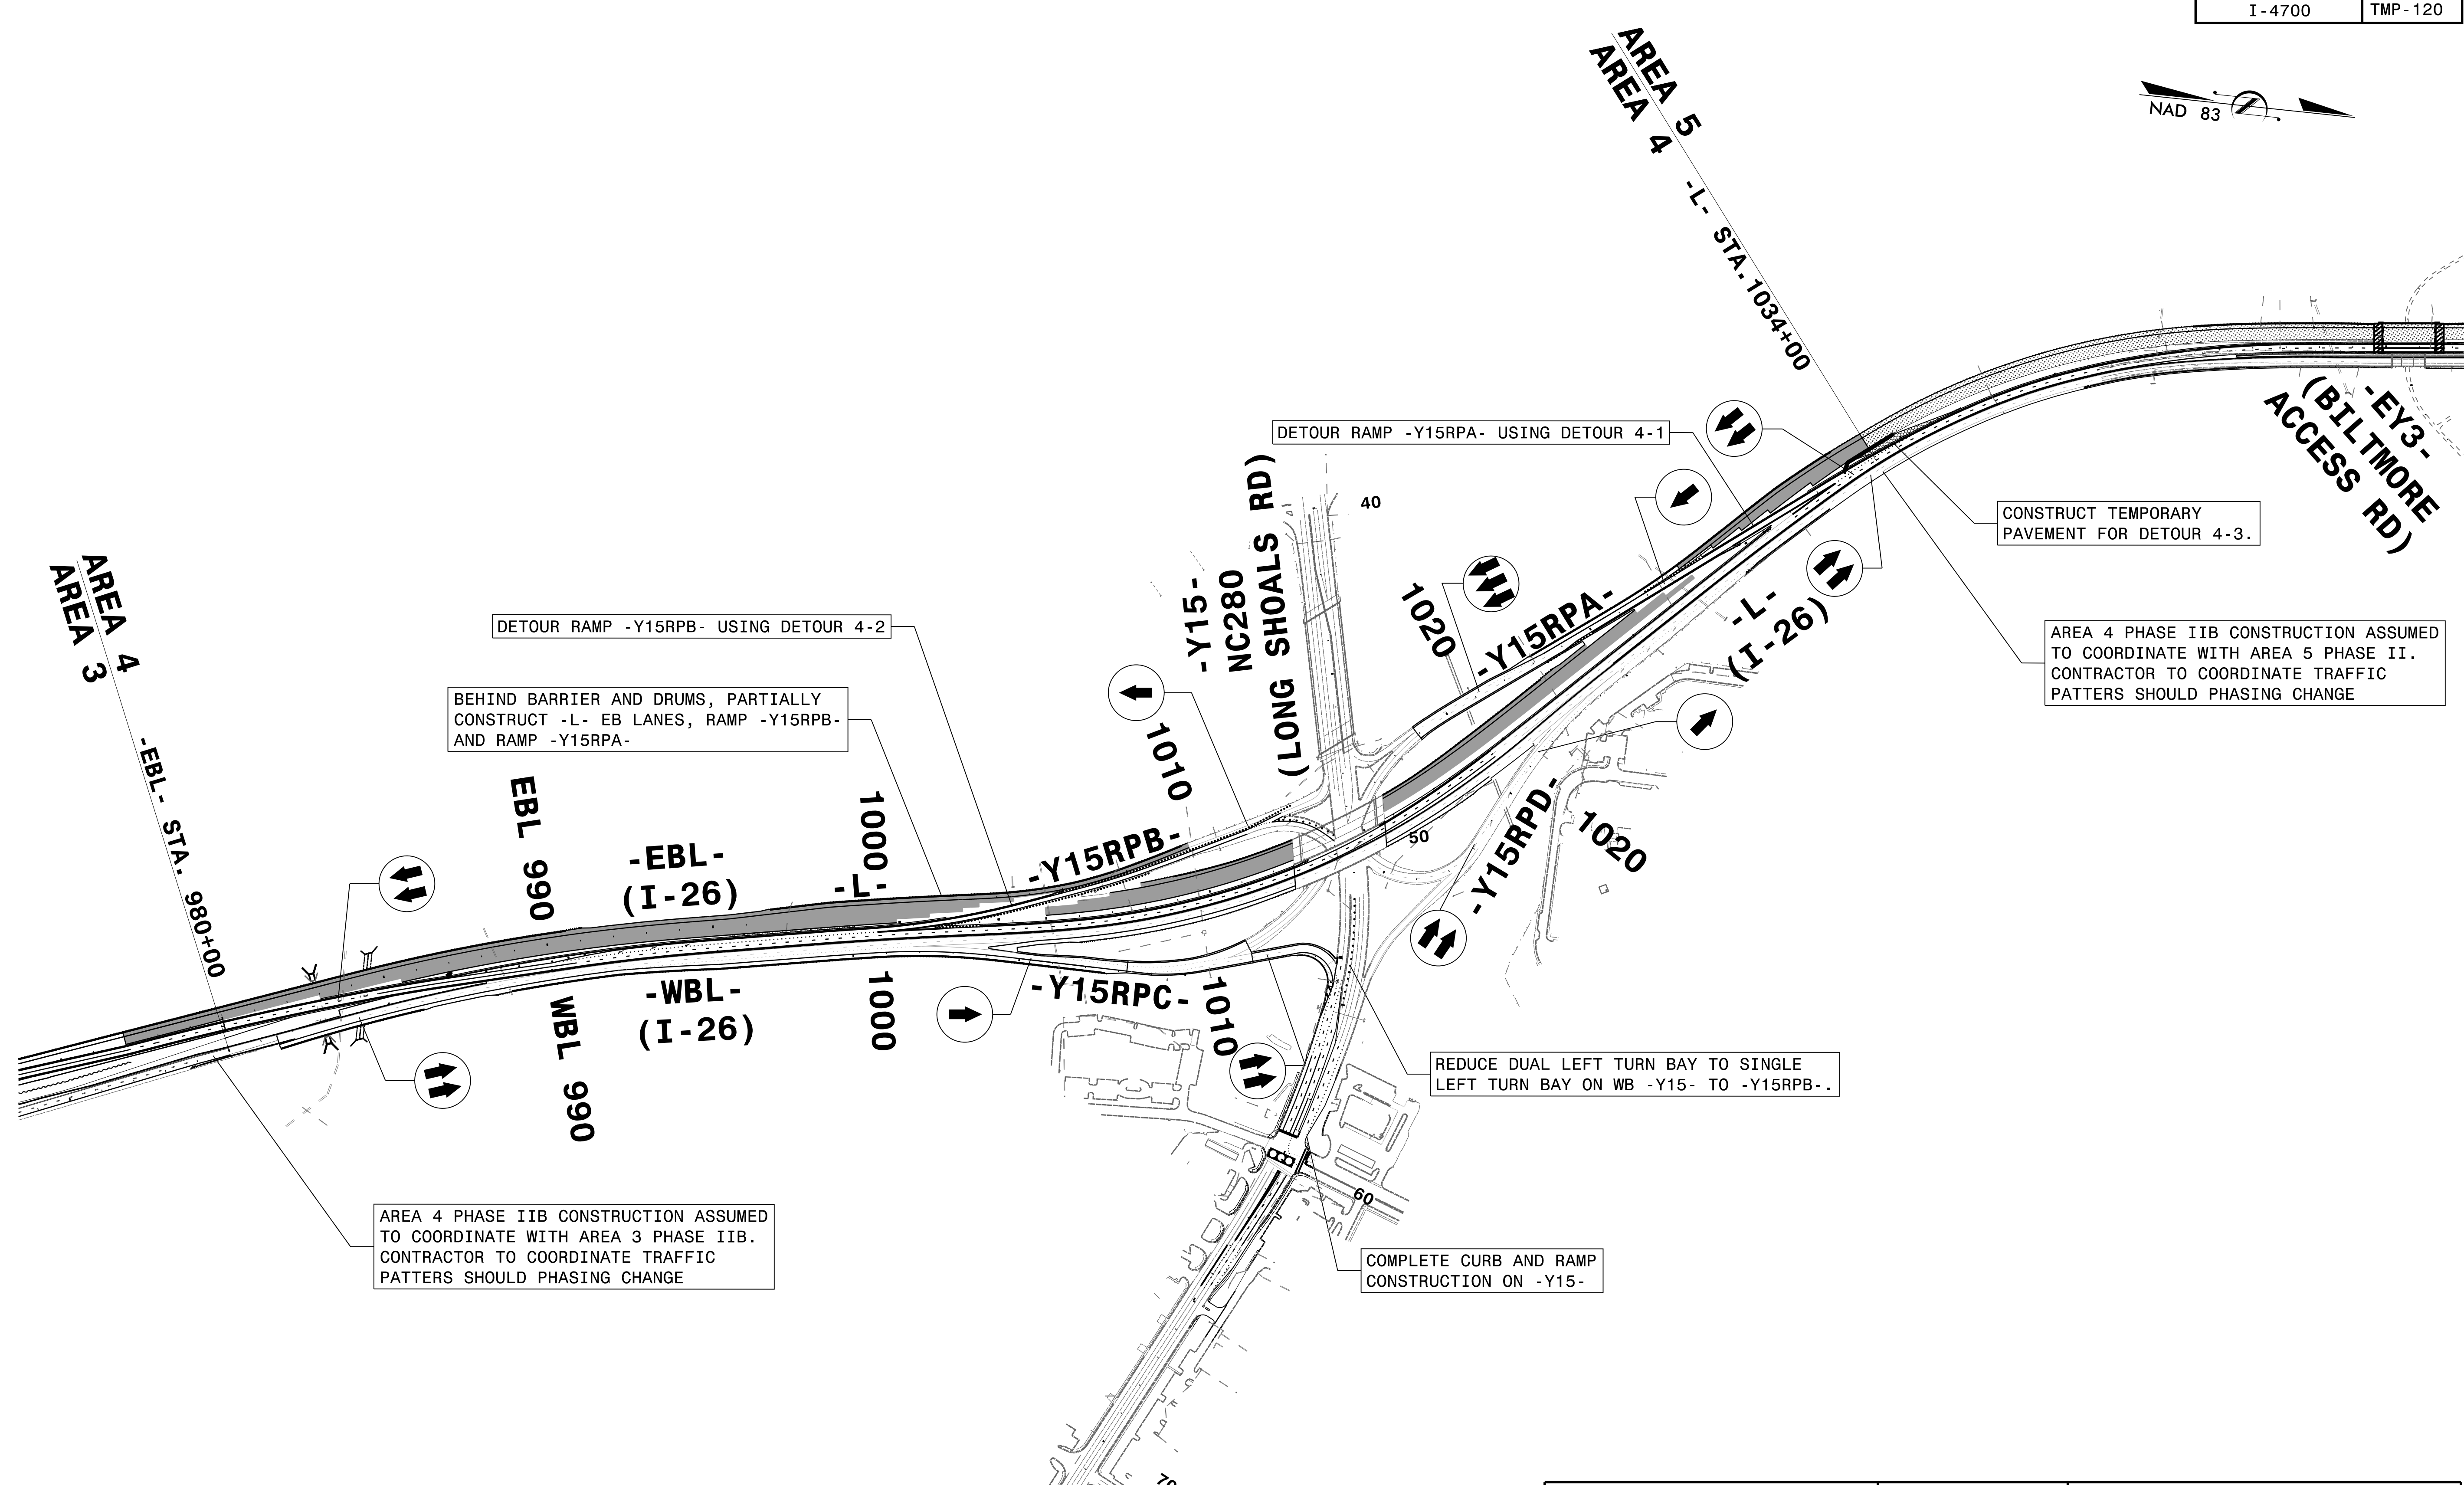 I-4700
TMP-120
NAD 83
AREA 5
AREA 4
-L- STA. 1034+00
-EY3-
(BILTMORE
ACCESS RD)
DETOUR RAMP -Y15RPA- USING DETOUR 4-1
CONSTRUCT TEMPORARY
PAVEMENT FOR DETOUR 4-3.
-Y15-
NC280
(LONG SHOALS RD)
40
1020
-Y15RPA-
-L-
(I-26)
AREA 4 PHASE IIB CONSTRUCTION ASSUMED
TO COORDINATE WITH AREA 5 PHASE II.
CONTRACTOR TO COORDINATE TRAFFIC
PATTERS SHOULD PHASING CHANGE
AREA 4
AREA 3
-EBL- STA. 980+00
DETOUR RAMP -Y15RPB- USING DETOUR 4-2
BEHIND BARRIER AND DRUMS, PARTIALLY
CONSTRUCT -L- EB LANES, RAMP -Y15RPB-
AND RAMP -Y15RPA-
1010
EBL 990
-EBL-
(I-26)
1000
-L-
-Y15RPB-
50
-Y15RPD-
1020
WBL 990
-WBL-
(I-26)
1000
-Y15RPC-
1010
REDUCE DUAL LEFT TURN BAY TO SINGLE
LEFT TURN BAY ON WB -Y15- TO -Y15RPB-.
60
AREA 4 PHASE IIB CONSTRUCTION ASSUMED
TO COORDINATE WITH AREA 3 PHASE IIB.
CONTRACTOR TO COORDINATE TRAFFIC
PATTERS SHOULD PHASING CHANGE
COMPLETE CURB AND RAMP
CONSTRUCTION ON -Y15-
70